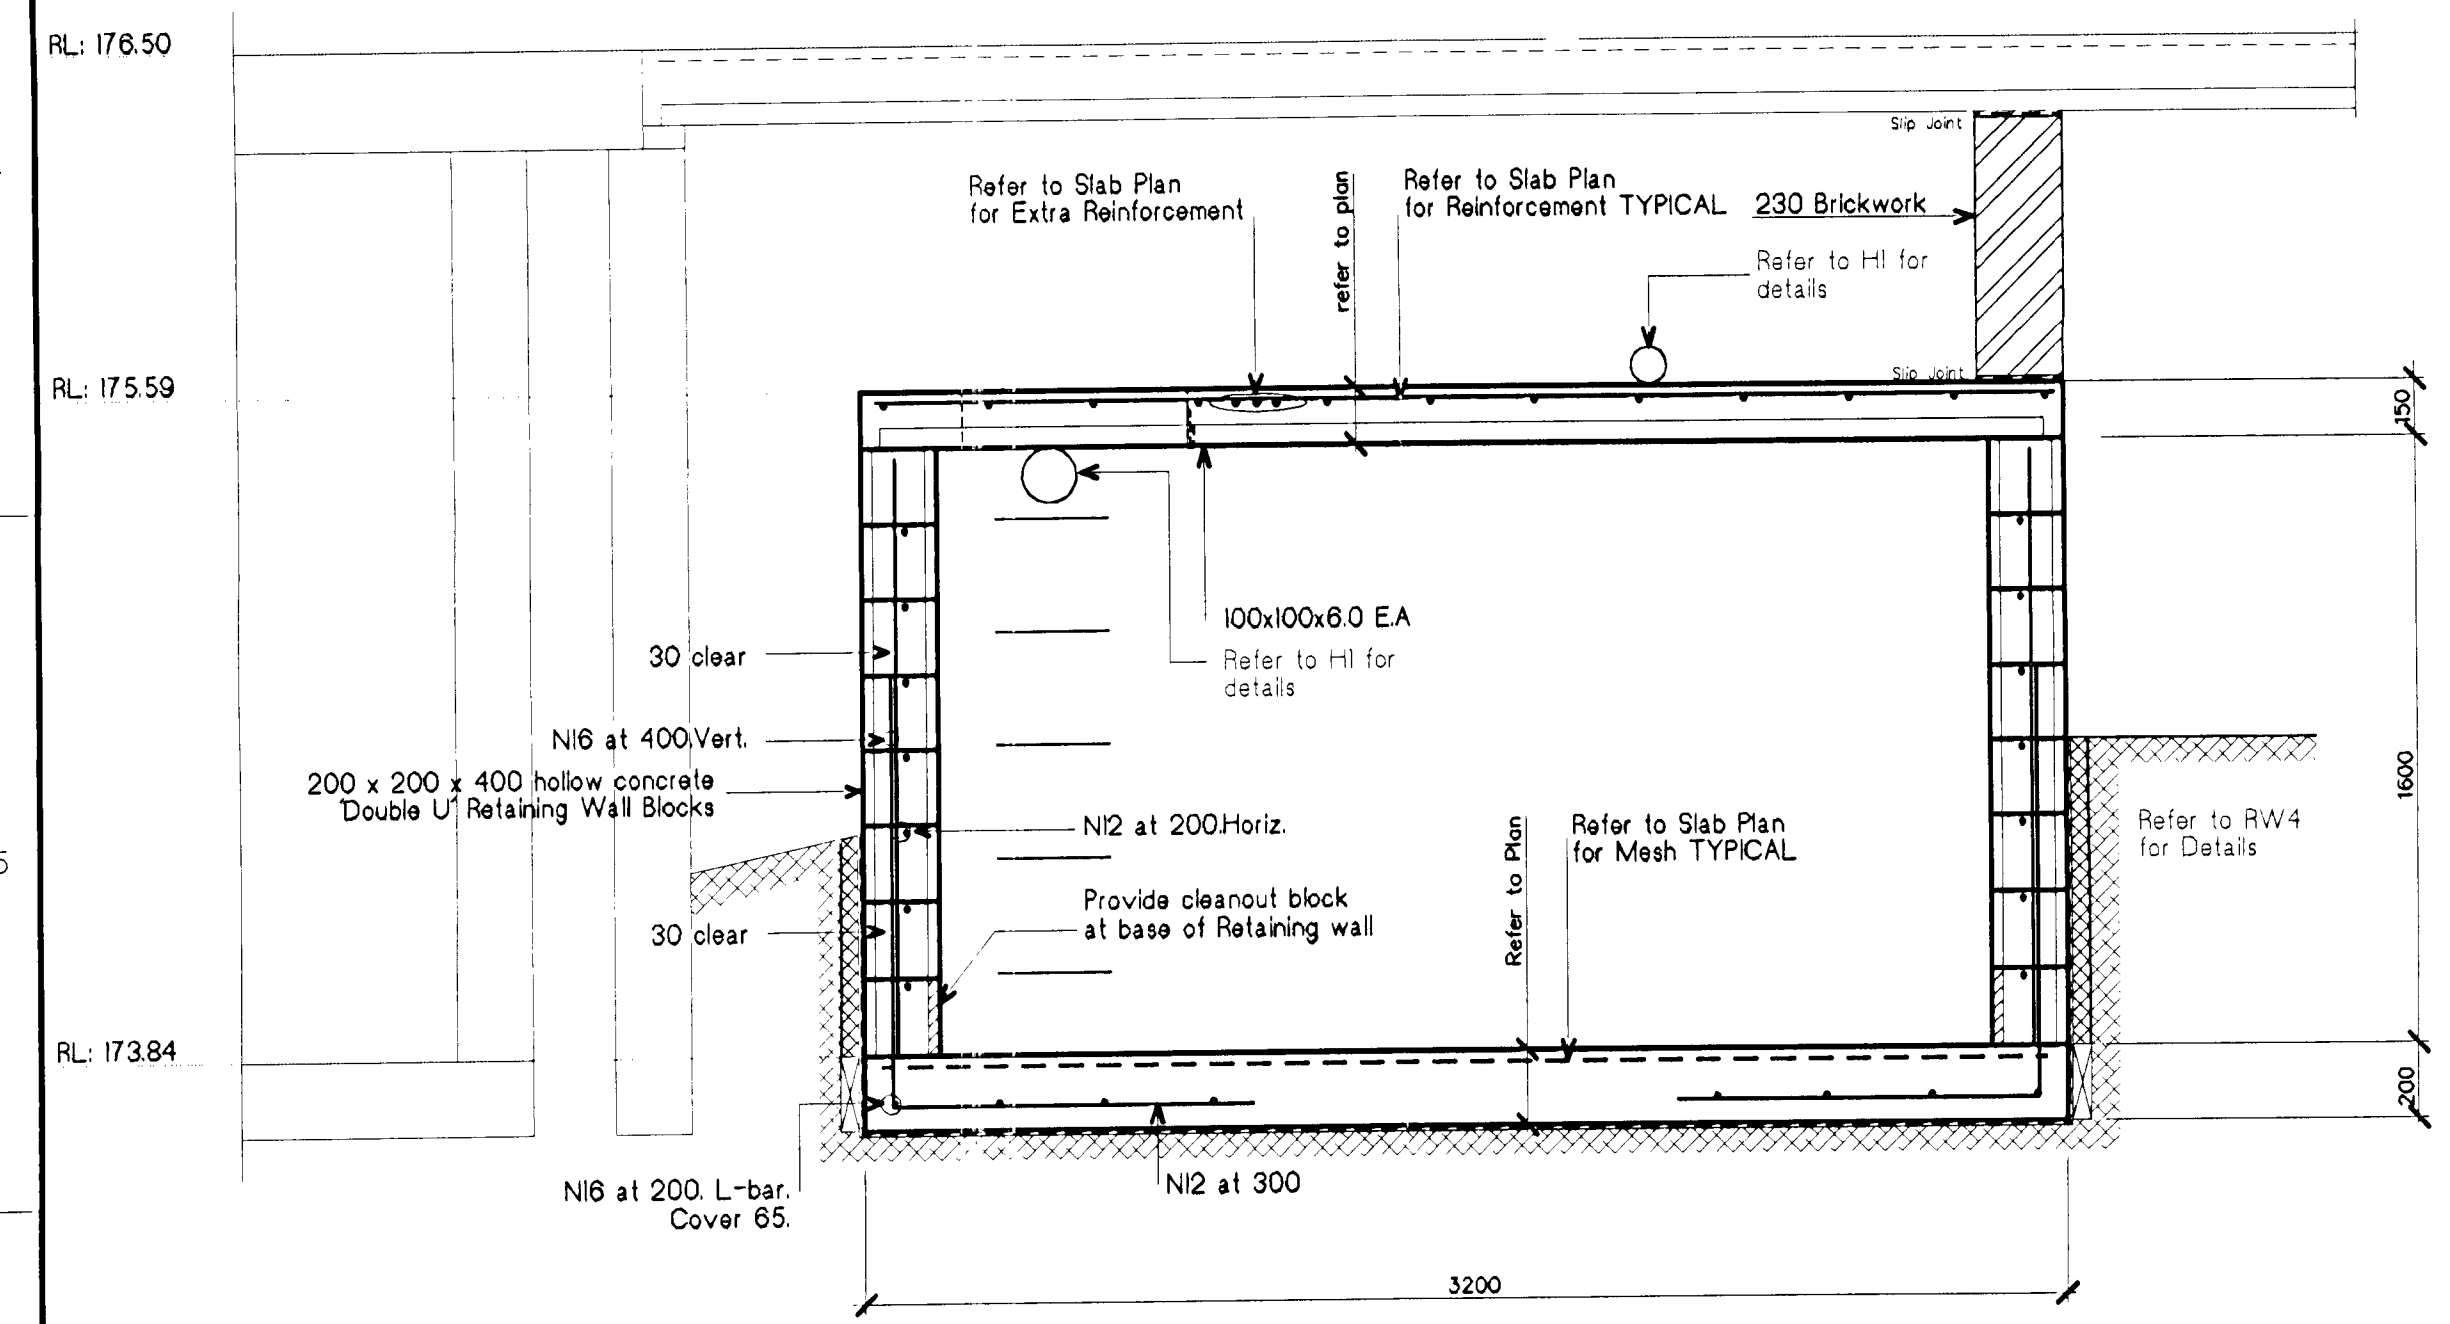 RL: 176.50
Slip Joint
Refer to Slab Plan
for Extra Reinforcement
refer to plan
Refer to Slab Plan
for Reinforcement TYPICAL
230 Brickwork
Refer to H1 for
details
RL: 175.59
Slip Joint
150
100x100x6.0 E.A
30 clear
Refer to H1 for
details
N16 at 400.Vert.
200 x 200 x 400 hollow concrete
'Double U' Retaining Wall Blocks
1600
N12 at 200.Horiz.
Refer to Plan
Refer to Slab Plan
for Mesh TYPICAL
Refer to RW4
for Details
5
Provide cleanout block
at base of Retaining wall
30 clear
RL: 173.84
200
N16 at 200. L-bar.
Cover 65.
N12 at 300
3200